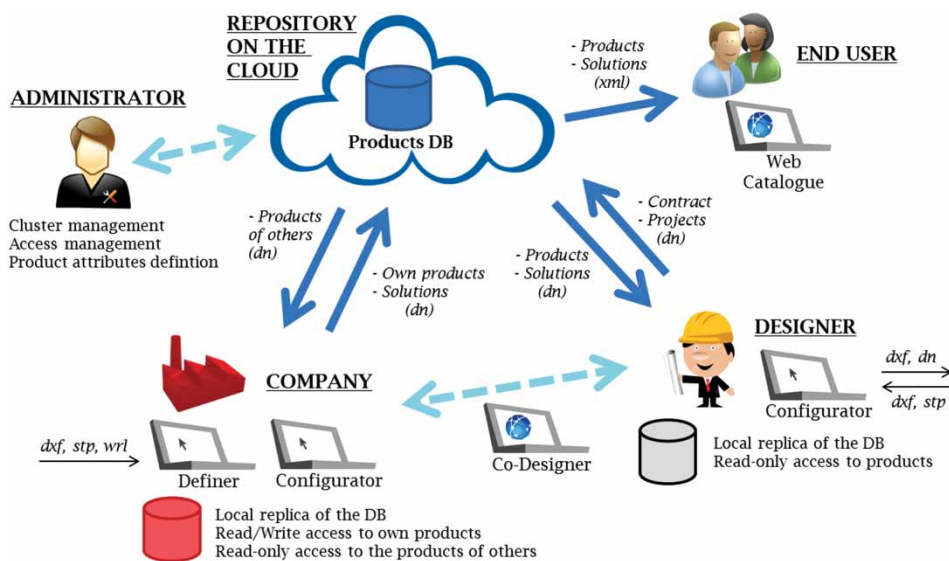 REPOSITORY
ON THE
CLOUD
Products DB
- Products
- Solutions
(xml)
END USER
Web
Catalogue
ADMINISTRATOR
Cluster management
Access management
Product attributes defintion
- Products
of others
(dn)
- Own products
- Solutions
(dn)
- Products
- Solutions
(dn)
- Contract
- Projects
(dn)
COMPANY
dxf, stp, wrl
Definer
Configurator
Local replica of the DB
Read/Write access to own products
Read-only access to the products of others
Co-Designer
DESIGNER
Configurator
dxf, dn
dxf, stp
Local replica of the DB
Read-only access to products